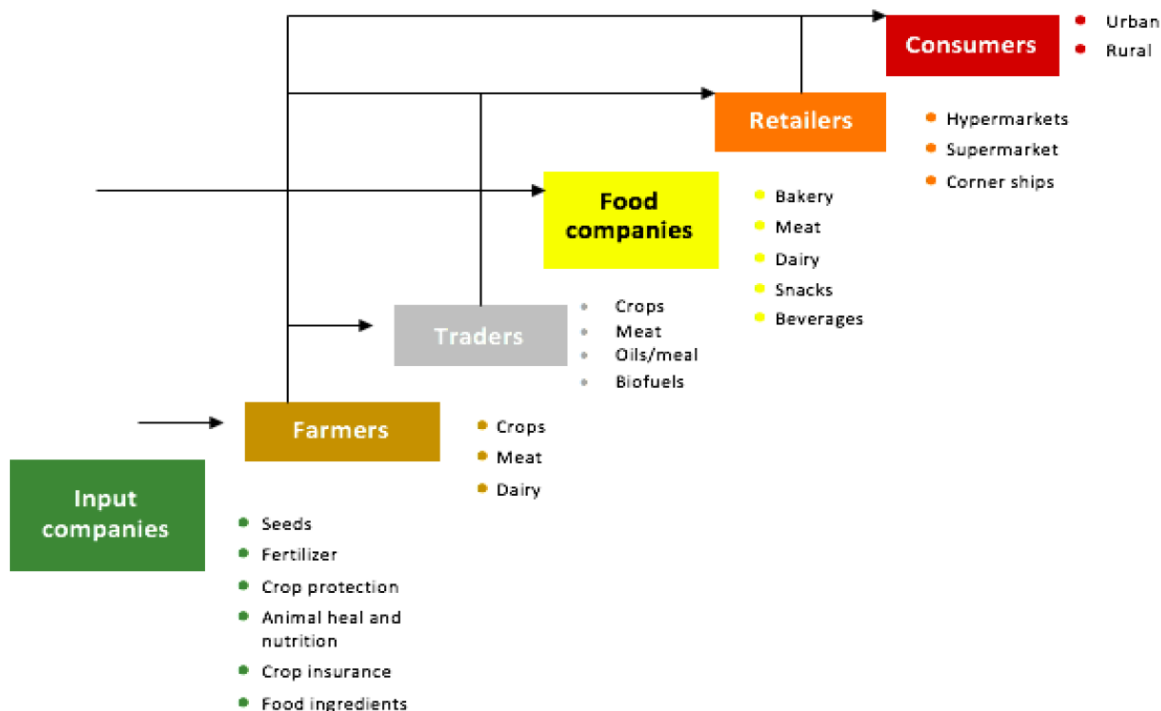 Consumers
Urban
Rural
Retailers
Hypermarkets
Supermarket
Corner ships
Food
companies
Bakery
Meat
Dairy
Snacks
Beverages
Traders
Crops
Meat
Oils/meal
Biofuels
Farmers
Crops
Meat
Dairy
Input
companies
Seeds
Fertilizer
Crop protection
Animal heal and
nutrition
Crop insurance
Food ingredients